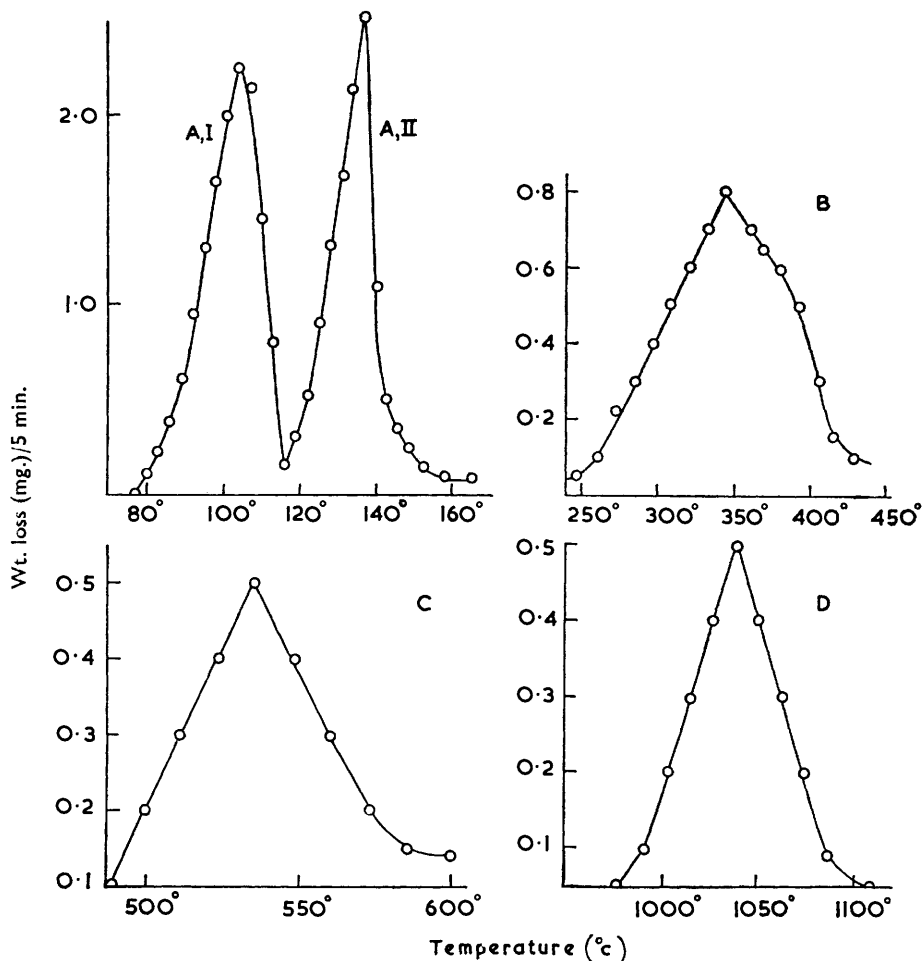 2.0
1.0
A,I
A,II
80° 100° 120° 140° 160°
0.8
0.6
0.4
0.2
B
250° 300° 350° 400° 450°
Wt. loss (mg.)/5 min.
0.5
0.4
0.3
0.2
0.1
C
500° 550° 600°
0.5
0.4
0.3
0.2
0.1
D
1000° 1050° 1100°
Temperature (°c)